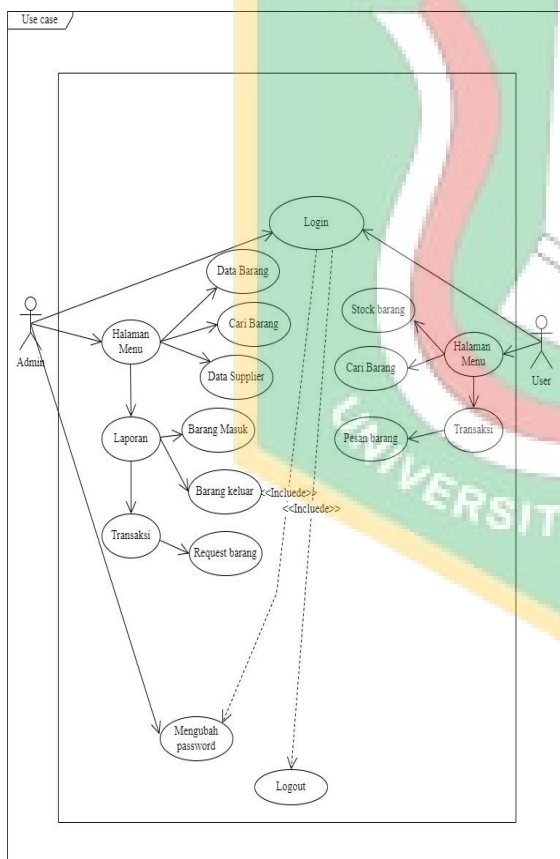 Use case
Login
Data Barang
Cari Barang
Data Supplier
Halaman
Menu
Admin
Laporan
Barang Masuk
Barang keluar
Transaksi
Request barang
Stock barang
Cari Barang
Halaman
Menu
User
Pesan barang
Transaksi
<<Incluede>>
<<Incluede>>
Mengubah
password
Logout
UNIVERSIT